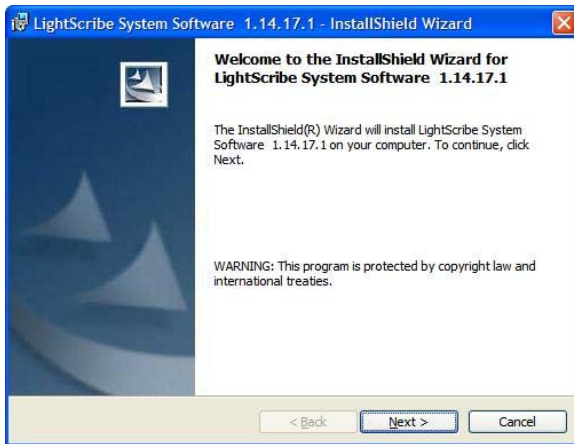 LightScribe System Software 1.14.17.1 - InstallShield Wizard
Welcome to the InstallShield Wizard for
LightScribe System Software 1.14.17.1
The InstallShield(R) Wizard will install LightScribe System
Software 1.14.17.1 on your computer. To continue, click
Next.
WARNING: This program is protected by copyright law and
international treaties.
< Back Next > Cancel